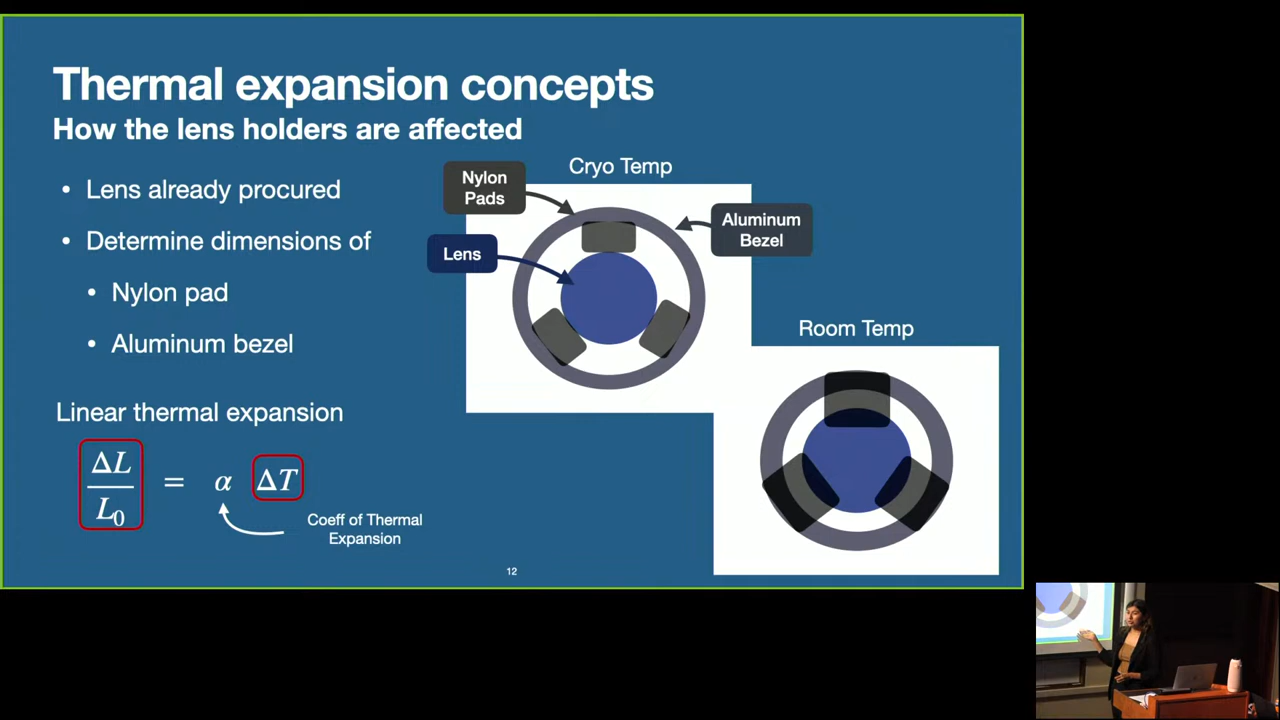 Thermal expansion concepts
How the lens holders are affected
• Lens already procured
• Determine dimensions of
• Nylon pad
• Aluminum bezel
Linear thermal expansion
ΔL
L₀
= α ΔT
Coeff of Thermal
Expansion
Cryo Temp
Nylon
Pads
Aluminum
Bezel
Lens
Room Temp
12